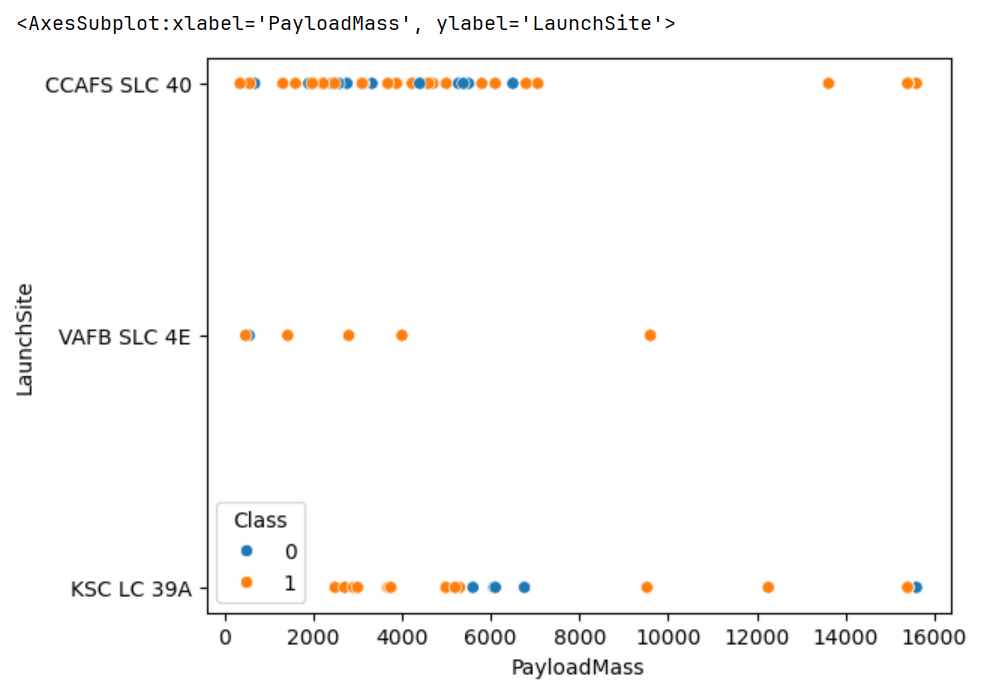 <AxesSubplot:xlabel='PayloadMass', ylabel='LaunchSite'>
CCAFS SLC 40
VAFB SLC 4E
KSC LC 39A
LaunchSite
Class
0
1
0 2000 4000 6000 8000 10000 12000 14000 16000
PayloadMass